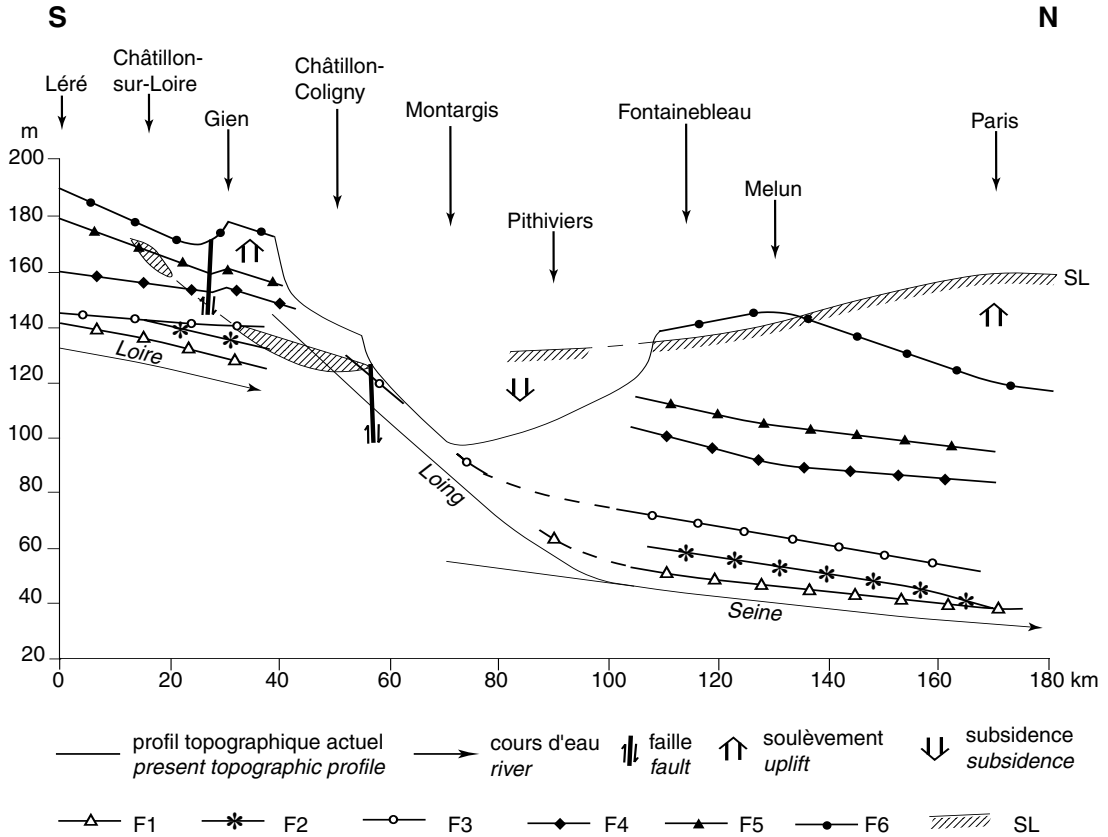 S N
Châtillon-
sur-Loire
Châtillon-
Coligny
Léré
Gien
Montargis
Fontainebleau
Paris
Melun
Pithiviers
m
200
180
160
140
120
100
80
60
40
20
SL
Loire
Loing
Seine
0 20 40 60 80 100 120 140 160 180 km
profil topographique actuel
present topographic profile
cours d'eau
river
faille
fault
soulèvement
uplift
subsidence
subsidence
F1 F2 F3 F4 F5 F6 SL